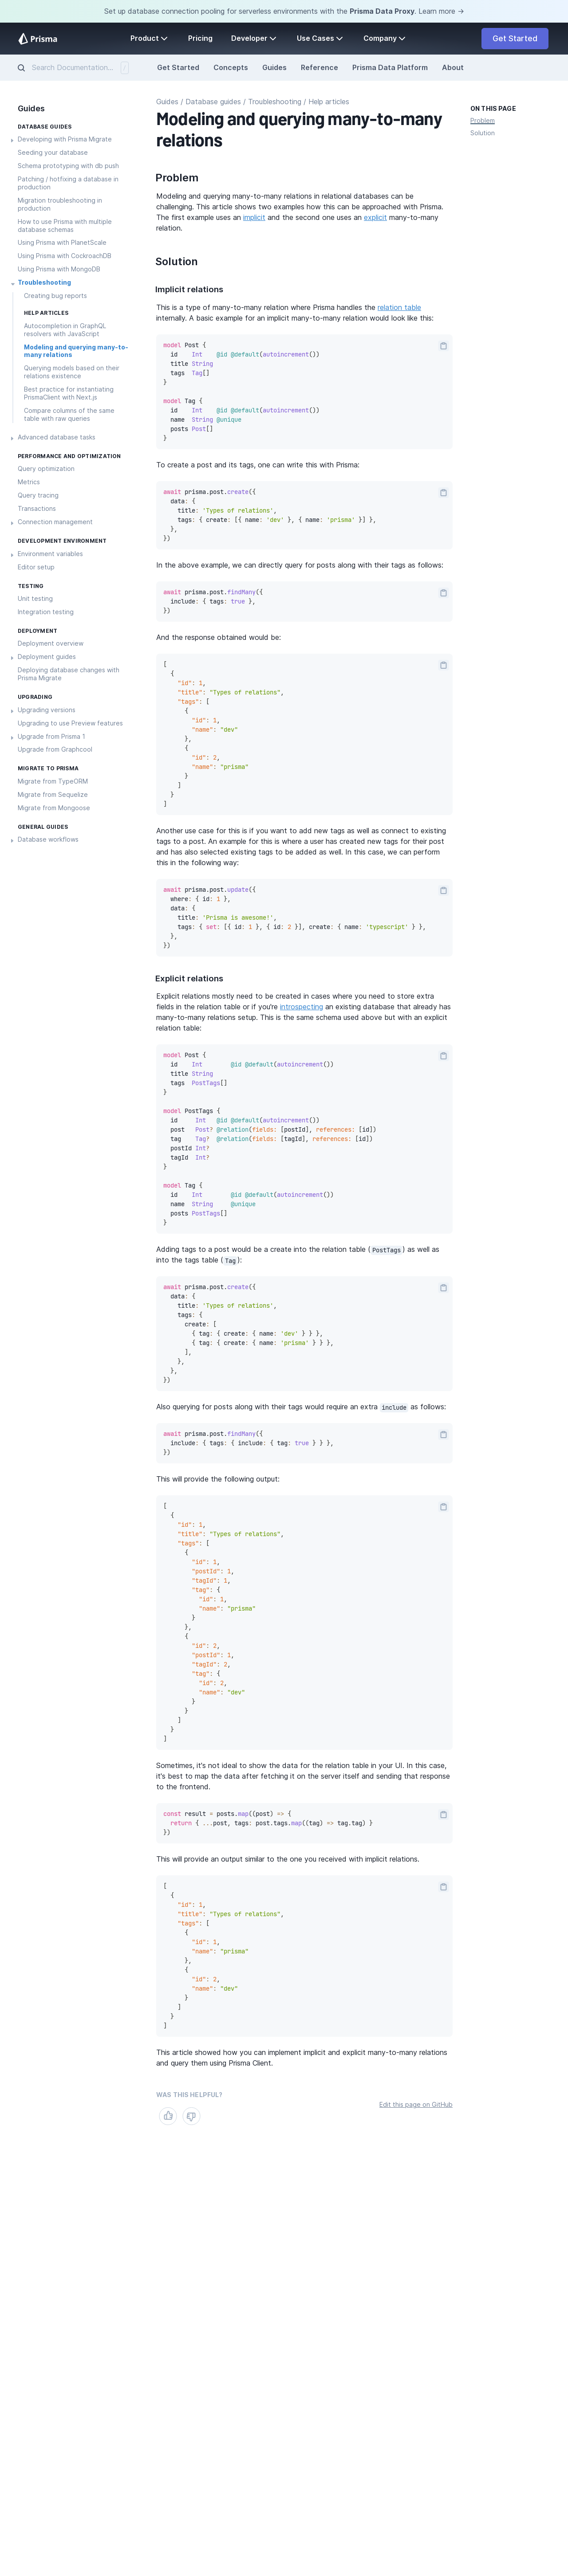 Set up database connection pooling for serverless environments with the Prisma Data Proxy. Learn more →
Prisma
Product
Pricing
Developer
Use Cases
Company
Get Started
Search Documentation... /
Get Started
Concepts
Guides
Reference
Prisma Data Platform
About
Guides
DATABASE GUIDES
Developing with Prisma Migrate
Seeding your database
Schema prototyping with db push
Patching / hotfixing a database in
production
Migration troubleshooting in
production
How to use Prisma with multiple
database schemas
Using Prisma with PlanetScale
Using Prisma with CockroachDB
Using Prisma with MongoDB
Troubleshooting
Creating bug reports
HELP ARTICLES
Autocompletion in GraphQL
resolvers with JavaScript
Modeling and querying many-to-
many relations
Querying models based on their
relations existence
Best practice for instantiating
PrismaClient with Next.js
Compare columns of the same
table with raw queries
Advanced database tasks
PERFORMANCE AND OPTIMIZATION
Query optimization
Metrics
Query tracing
Transactions
Connection management
DEVELOPMENT ENVIRONMENT
Environment variables
Editor setup
TESTING
Unit testing
Integration testing
DEPLOYMENT
Deployment overview
Deployment guides
Deploying database changes with
Prisma Migrate
UPGRADING
Upgrading versions
Upgrading to use Preview features
Upgrade from Prisma 1
Upgrade from Graphcool
MIGRATE TO PRISMA
Migrate from TypeORM
Migrate from Sequelize
Migrate from Mongoose
GENERAL GUIDES
Database workflows
Guides / Database guides / Troubleshooting / Help articles
Modeling and querying many-to-many
relations
Problem
Modeling and querying many-to-many relations in relational databases can be
challenging. This article shows two examples how this can be approached with Prisma.
The first example uses an implicit and the second one uses an explicit many-to-many
relation.
Solution
Implicit relations
This is a type of many-to-many relation where Prisma handles the relation table
internally. A basic example for an implicit many-to-many relation would look like this:
model Post {
id Int @id @default(autoincrement())
title String
tags Tag[]
}
model Tag {
id Int @id @default(autoincrement())
name String @unique
posts Post[]
}
To create a post and its tags, one can write this with Prisma:
await prisma.post.create({
data: {
title: 'Types of relations',
tags: { create: [{ name: 'dev' }, { name: 'prisma' }] },
},
})
In the above example, we can directly query for posts along with their tags as follows:
await prisma.post.findMany({
include: { tags: true },
})
And the response obtained would be:
[
{
"id": 1,
"title": "Types of relations",
"tags": [
{
"id": 1,
"name": "dev"
},
{
"id": 2,
"name": "prisma"
}
]
}
]
Another use case for this is if you want to add new tags as well as connect to existing
tags to a post. An example for this is where a user has created new tags for their post
and has also selected existing tags to be added as well. In this case, we can perform
this in the following way:
await prisma.post.update({
where: { id: 1 },
data: {
title: 'Prisma is awesome!',
tags: { set: [{ id: 1 }, { id: 2 }], create: { name: 'typescript' } },
},
})
Explicit relations
Explicit relations mostly need to be created in cases where you need to store extra
fields in the relation table or if you're introspecting an existing database that already has
many-to-many relations setup. This is the same schema used above but with an explicit
relation table:
model Post {
id Int @id @default(autoincrement())
title String
tags PostTags[]
}
model PostTags {
id Int @id @default(autoincrement())
post Post? @relation(fields: [postId], references: [id])
tag Tag? @relation(fields: [tagId], references: [id])
postId Int?
tagId Int?
}
model Tag {
id Int @id @default(autoincrement())
name String @unique
posts PostTags[]
}
Adding tags to a post would be a create into the relation table (PostTags) as well as
into the tags table (Tag):
await prisma.post.create({
data: {
title: 'Types of relations',
tags: {
create: [
{ tag: { create: { name: 'dev' } } },
{ tag: { create: { name: 'prisma' } } },
],
},
},
})
Also querying for posts along with their tags would require an extra include as follows:
await prisma.post.findMany({
include: { tags: { include: { tag: true } } },
})
This will provide the following output:
[
{
"id": 1,
"title": "Types of relations",
"tags": [
{
"id": 1,
"postId": 1,
"tagId": 1,
"tag": {
"id": 1,
"name": "prisma"
}
},
{
"id": 2,
"postId": 1,
"tagId": 2,
"tag": {
"id": 2,
"name": "dev"
}
}
]
}
]
Sometimes, it's not ideal to show the data for the relation table in your UI. In this case,
it's best to map the data after fetching it on the server itself and sending that response
to the frontend.
const result = posts.map((post) => {
return { ...post, tags: post.tags.map((tag) => tag.tag) }
})
This will provide an output similar to the one you received with implicit relations.
[
{
"id": 1,
"title": "Types of relations",
"tags": [
{
"id": 1,
"name": "prisma"
},
{
"id": 2,
"name": "dev"
}
]
}
]
This article showed how you can implement implicit and explicit many-to-many relations
and query them using Prisma Client.
WAS THIS HELPFUL?
Edit this page on GitHub
ON THIS PAGE
Problem
Solution